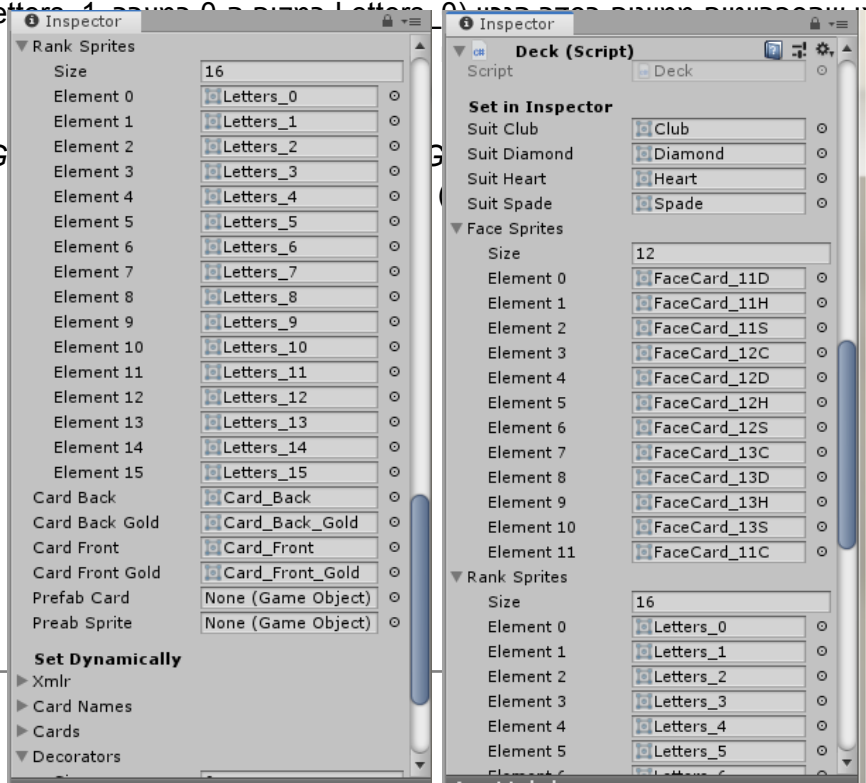 Inspector
Rank Sprites
Size 16
Element 0 Letters_0
Element 1 Letters_1
Element 2 Letters_2
Element 3 Letters_3
Element 4 Letters_4
Element 5 Letters_5
Element 6 Letters_6
Element 7 Letters_7
Element 8 Letters_8
Element 9 Letters_9
Element 10 Letters_10
Element 11 Letters_11
Element 12 Letters_12
Element 13 Letters_13
Element 14 Letters_14
Element 15 Letters_15
Card Back Card_Back
Card Back Gold Card_Back_Gold
Card Front Card_Front
Card Front Gold Card_Front_Gold
Prefab Card None (Game Object)
Preab Sprite None (Game Object)
Set Dynamically
Xmlr
Card Names
Cards
Decorators
Inspector
Deck (Script)
Script Deck
Set in Inspector
Suit Club Club
Suit Diamond Diamond
Suit Heart Heart
Suit Spade Spade
Face Sprites
Size 12
Element 0 FaceCard_11D
Element 1 FaceCard_11H
Element 2 FaceCard_11S
Element 3 FaceCard_12C
Element 4 FaceCard_12D
Element 5 FaceCard_12H
Element 6 FaceCard_12S
Element 7 FaceCard_13C
Element 8 FaceCard_13D
Element 9 FaceCard_13H
Element 10 FaceCard_13S
Element 11 FaceCard_11C
Rank Sprites
Size 16
Element 0 Letters_0
Element 1 Letters_1
Element 2 Letters_2
Element 3 Letters_3
Element 4 Letters_4
Element 5 Letters_5